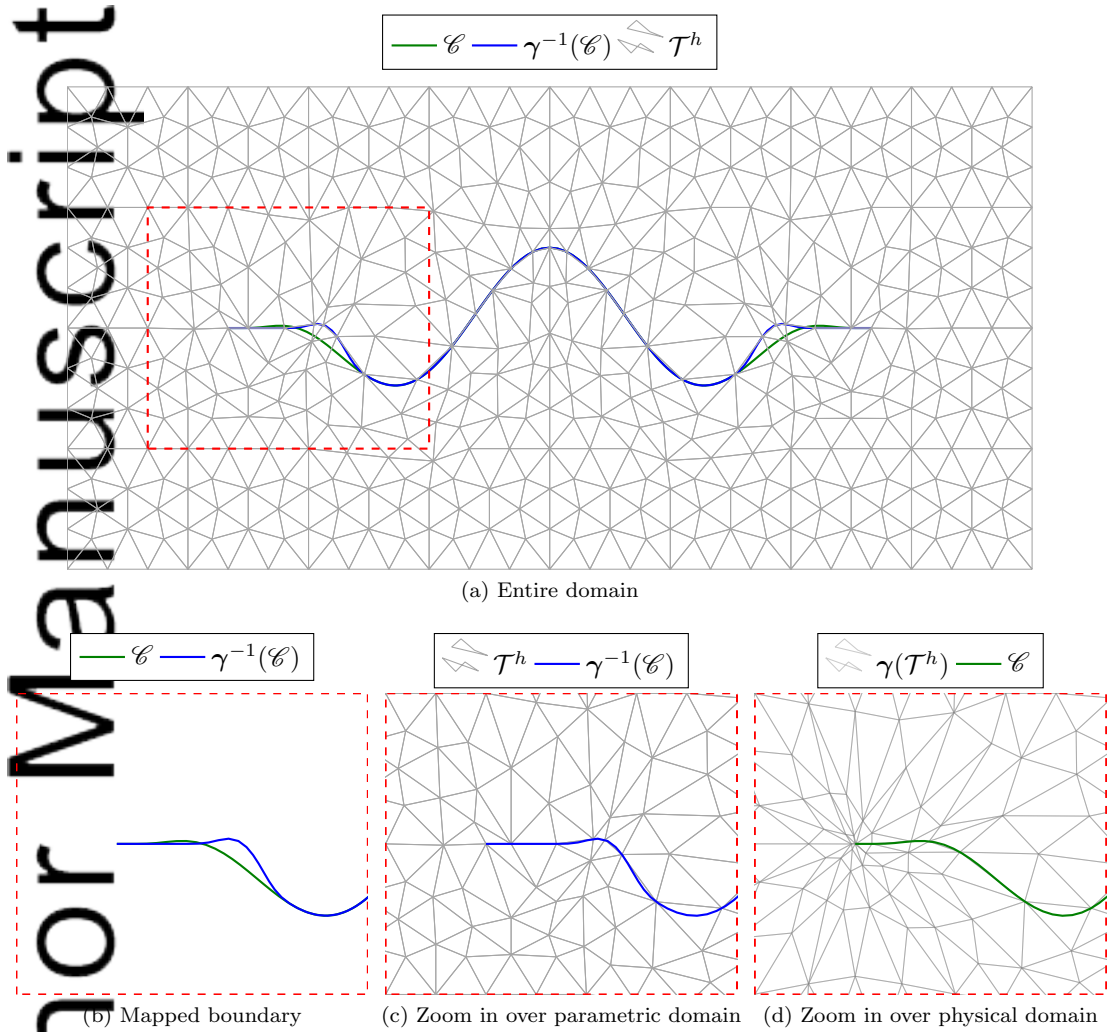 𝒞 γ⁻¹(𝒞) 𝒯ʰ
(a) Entire domain
𝒞 γ⁻¹(𝒞)
𝒯ʰ γ⁻¹(𝒞)
γ(𝒯ʰ) 𝒞
(b) Mapped boundary
(c) Zoom in over parametric domain
(d) Zoom in over physical domain
hor Manuscript